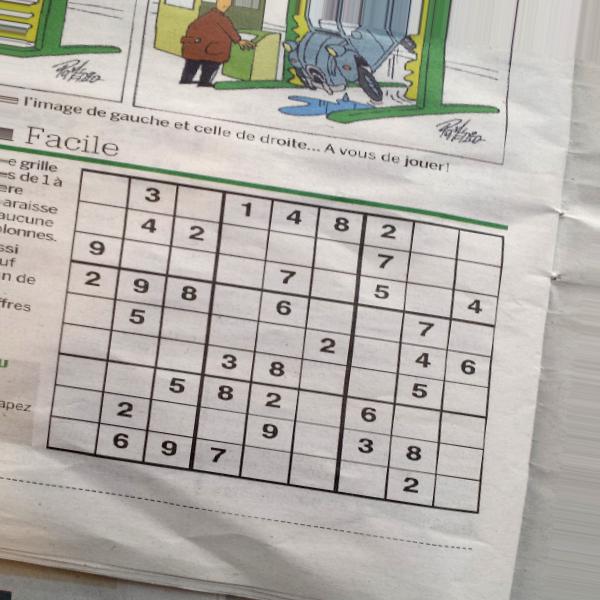 l'image de gauche et celle de droite... A vous de jouer!
Facile
e grille
s de 1 à
ere
araisse
aucune
lonnes.
ssi
uf
n de
ffres
u
apez
3 1 4 8 2
4 2 7
9 7 5 4
2 9 8 6 7
5 2 4 6
3 8 5
5 8 2 6
2 9 3 8
6 9 7 2